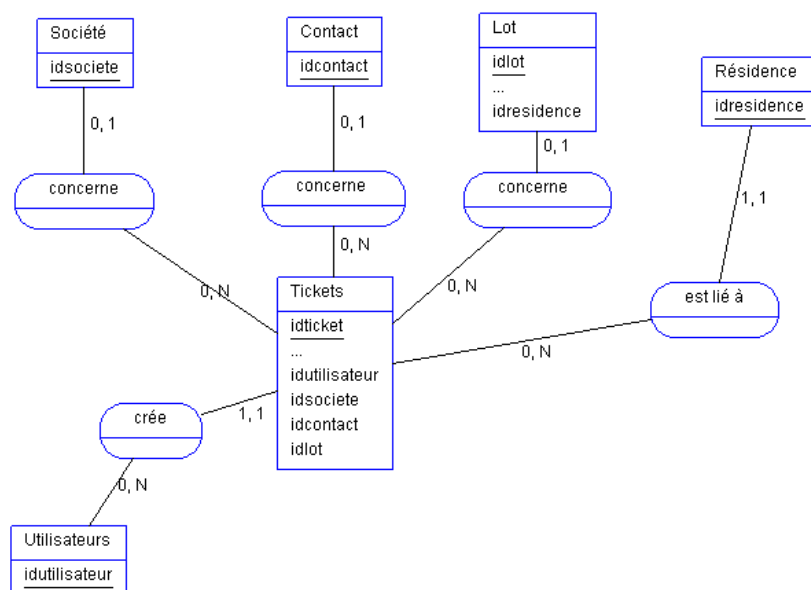 Société
idsociete
0, 1
concerne
0, N
Contact
idcontact
0, 1
concerne
0, N
Lot
idlot
...
idresidence
0, 1
concerne
0, N
Résidence
idresidence
1, 1
est lié à
0, N
Tickets
idticket
...
idutilisateur
idsociete
idcontact
idlot
1, 1
crée
0, N
Utilisateurs
idutilisateur